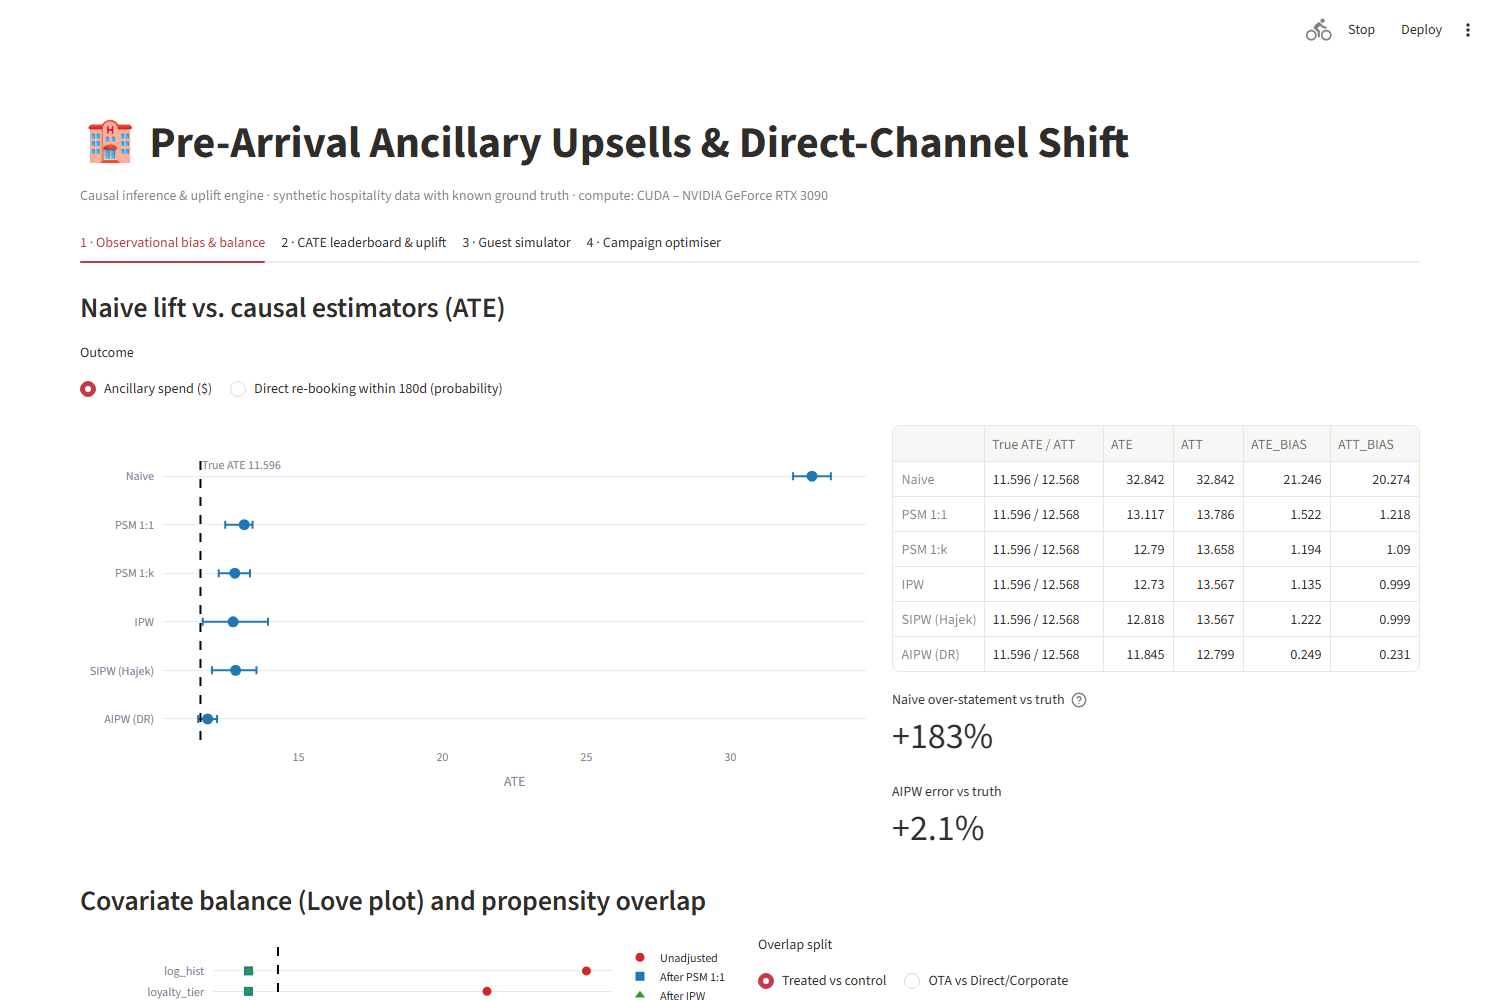 Stop Deploy
Pre-Arrival Ancillary Upsells & Direct-Channel Shift
Causal inference & uplift engine · synthetic hospitality data with known ground truth · compute: CUDA – NVIDIA GeForce RTX 3090
1 · Observational bias & balance 2 · CATE leaderboard & uplift 3 · Guest simulator 4 · Campaign optimiser
Naive lift vs. causal estimators (ATE)
Outcome
Ancillary spend ($) Direct re-booking within 180d (probability)
True ATE 11.596
Naive
PSM 1:1
PSM 1:k
IPW
SIPW (Hajek)
AIPW (DR)
15 20 25 30
ATE
True ATE / ATT ATE ATT ATE_BIAS ATT_BIAS
Naive 11.596 / 12.568 32.842 32.842 21.246 20.274
PSM 1:1 11.596 / 12.568 13.117 13.786 1.522 1.218
PSM 1:k 11.596 / 12.568 12.79 13.658 1.194 1.09
IPW 11.596 / 12.568 12.73 13.567 1.135 0.999
SIPW (Hajek) 11.596 / 12.568 12.818 13.567 1.222 0.999
AIPW (DR) 11.596 / 12.568 11.845 12.799 0.249 0.231
Naive over-statement vs truth
+183%
AIPW error vs truth
+2.1%
Covariate balance (Love plot) and propensity overlap
log_hist
loyalty_tier
Unadjusted
After PSM 1:1
After IPW
Overlap split
Treated vs control OTA vs Direct/Corporate